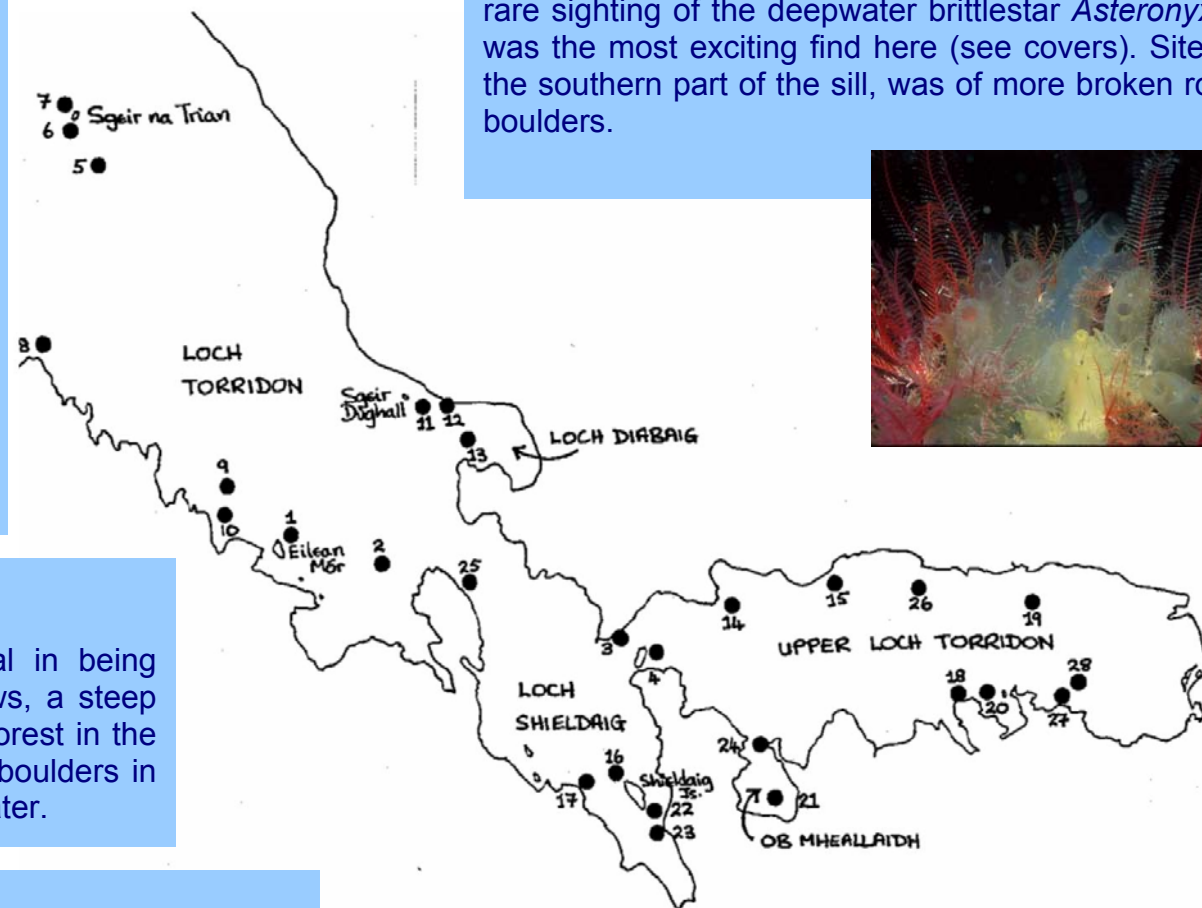 rare sighting of the deepwater brittlestar Asteronyx
was the most exciting find here (see covers). Site
the southern part of the sill, was of more broken ro
boulders.
7
Sgeir na Trian
6
5
8
LOCH
TORRIDON
Sgeir
Dùghall
11
12
13
LOCH DIABAIG
9
10
1
Eilean
Mór
2
25
3
4
14
15
26
19
UPPER LOCH TORRIDON
18
20
28
27
LOCH
SHIELDAIG
24
16
Shieldaig
Is.
17
22
21
23
OB MHEALLAIDH
al in being
ws, a steep
orest in the
boulders in
ater.